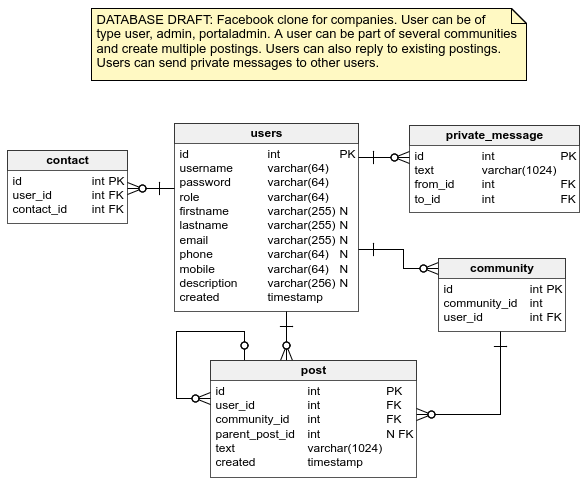 DATABASE DRAFT: Facebook clone for companies. User can be of
type user, admin, portaladmin. A user can be part of several communities
and create multiple postings. Users can also reply to existing postings.
Users can send private messages to other users.
users
id int PK
username varchar(64)
password varchar(64)
role varchar(64)
firstname varchar(255) N
lastname varchar(255) N
email varchar(255) N
phone varchar(64) N
mobile varchar(64) N
description varchar(256) N
created timestamp
private_message
id int PK
text varchar(1024)
from_id int FK
to_id int FK
contact
id int PK
user_id int FK
contact_id int FK
community
id int PK
community_id int
user_id int FK
post
id int PK
user_id int FK
community_id int FK
parent_post_id int N FK
text varchar(1024)
created timestamp